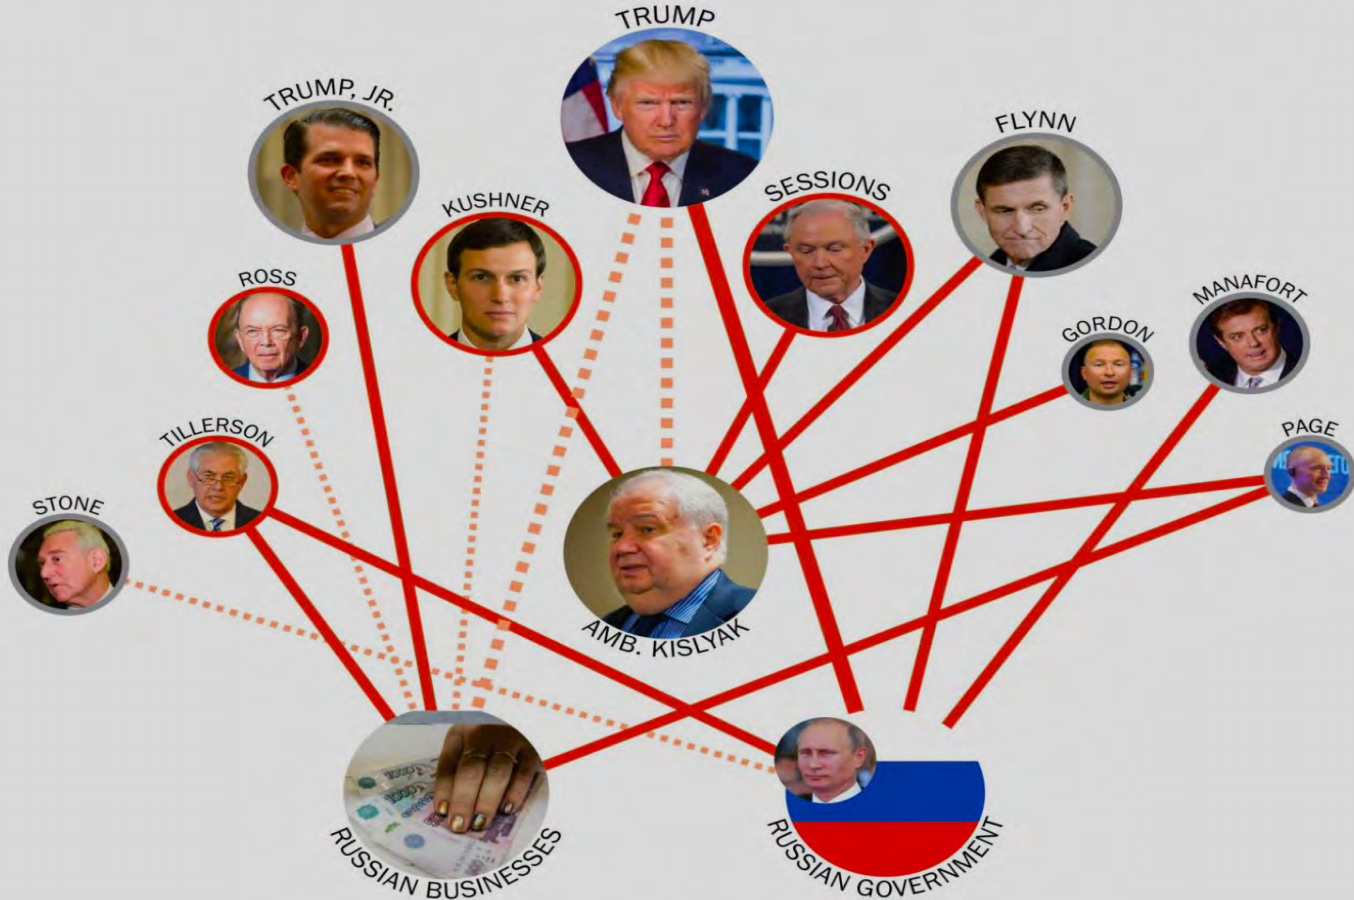 TRUMP
TRUMP, JR.
FLYNN
SESSIONS
KUSHNER
ROSS
MANAFORT
GORDON
TILLERSON
PAGE
STONE
AMB. KISLYAK
RUSSIAN BUSINESSES
RUSSIAN GOVERNMENT